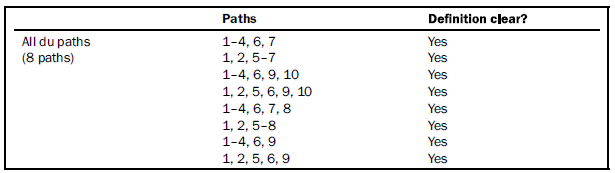 Paths Definition clear?
All du paths 1–4, 6, 7 Yes
(8 paths) 1, 2, 5–7 Yes
1–4, 6, 9, 10 Yes
1, 2, 5, 6, 9, 10 Yes
1–4, 6, 7, 8 Yes
1, 2, 5–8 Yes
1–4, 6, 9 Yes
1, 2, 5, 6, 9 Yes